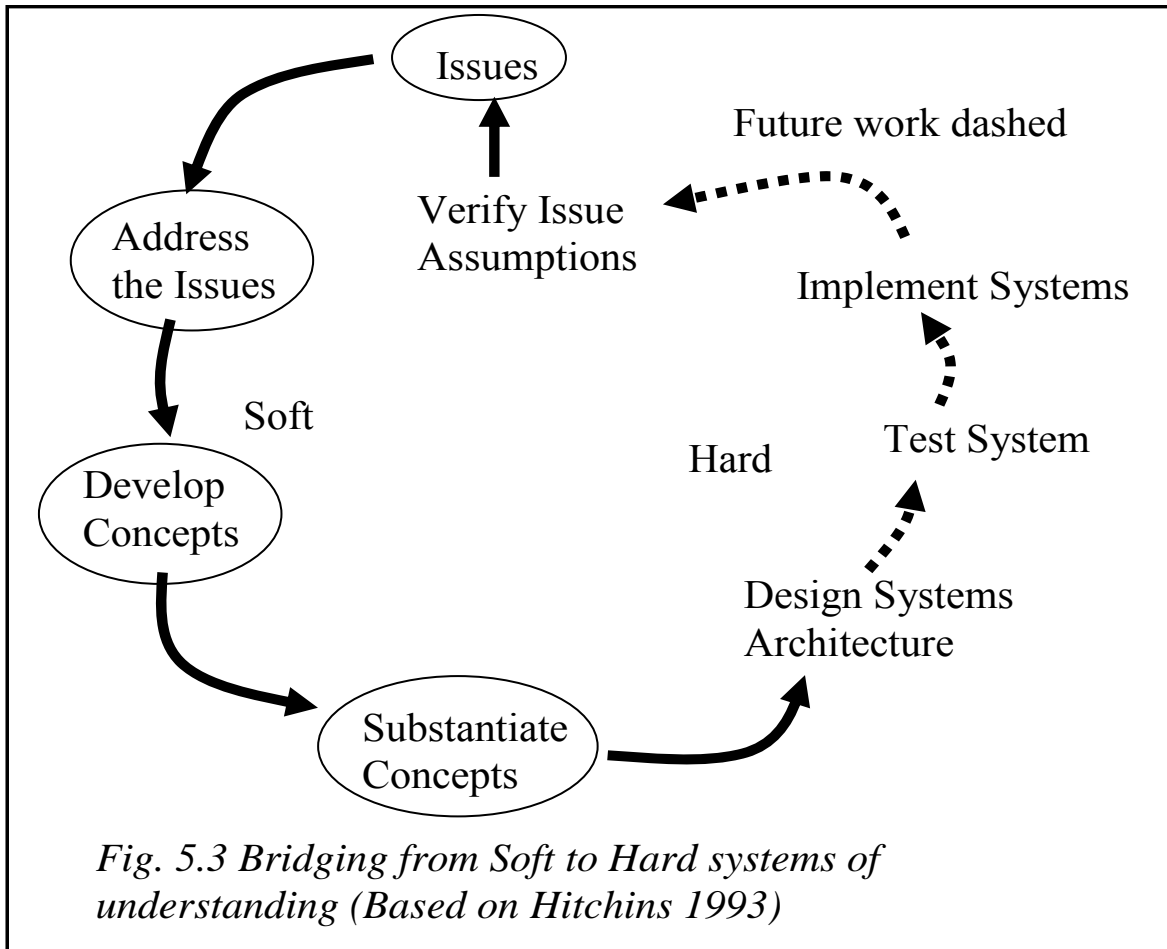 Issues
Future work dashed
Verify Issue
Assumptions
Address
the Issues
Implement Systems
Soft
Hard
Test System
Develop
Concepts
Design Systems
Architecture
Substantiate
Concepts
Fig. 5.3 Bridging from Soft to Hard systems of
understanding (Based on Hitchins 1993)